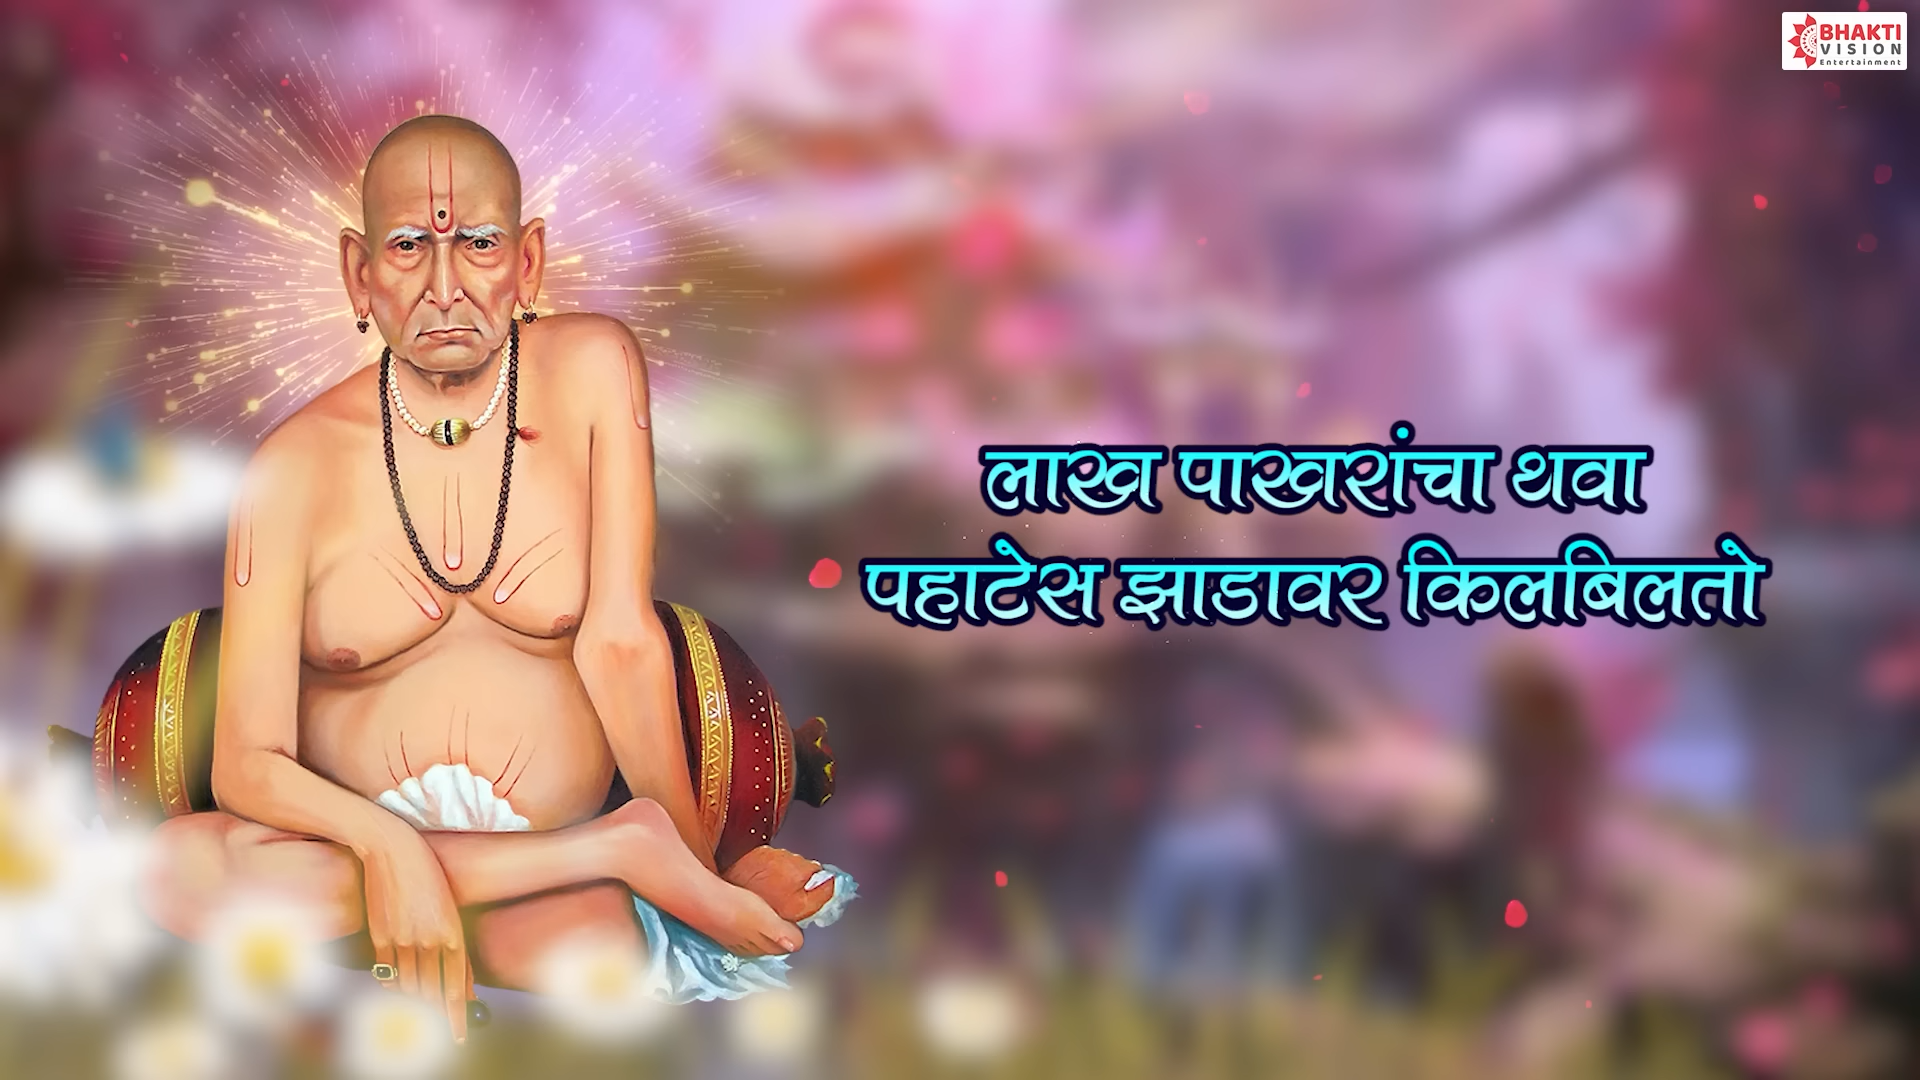 BHAKTI
VISION
Entertainment
लाख पाखरांचा थवा
पहाटेस झाडावर किलबिलतो